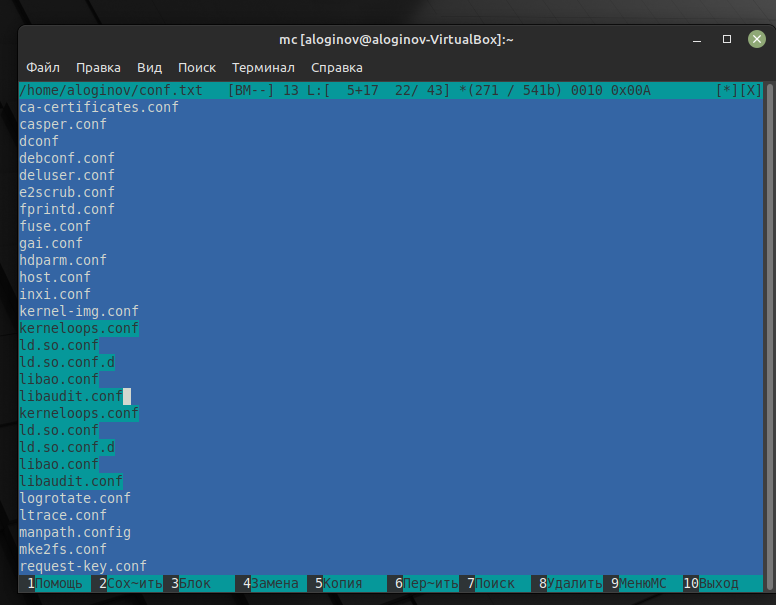 mc [aloginov@aloginov-VirtualBox]:~
Файл Правка Вид Поиск Терминал Справка
/home/aloginov/conf.txt [BM--] 13 L:[ 5+17 22/ 43] *(271 / 541b) 0010 0x00A [*][X]
ca-certificates.conf
casper.conf
dconf
debconf.conf
deluser.conf
e2scrub.conf
fprintd.conf
fuse.conf
gai.conf
hdparm.conf
host.conf
inxi.conf
kernel-img.conf
kerneloops.conf
ld.so.conf
ld.so.conf.d
libao.conf
libaudit.conf
kerneloops.conf
ld.so.conf
ld.so.conf.d
libao.conf
libaudit.conf
logrotate.conf
ltrace.conf
manpath.config
mke2fs.conf
request-key.conf
1Помощь 2Сох~ить 3Блок 4Замена 5Копия 6Пер~ить 7Поиск 8Удалить 9МенюMC 10Выход